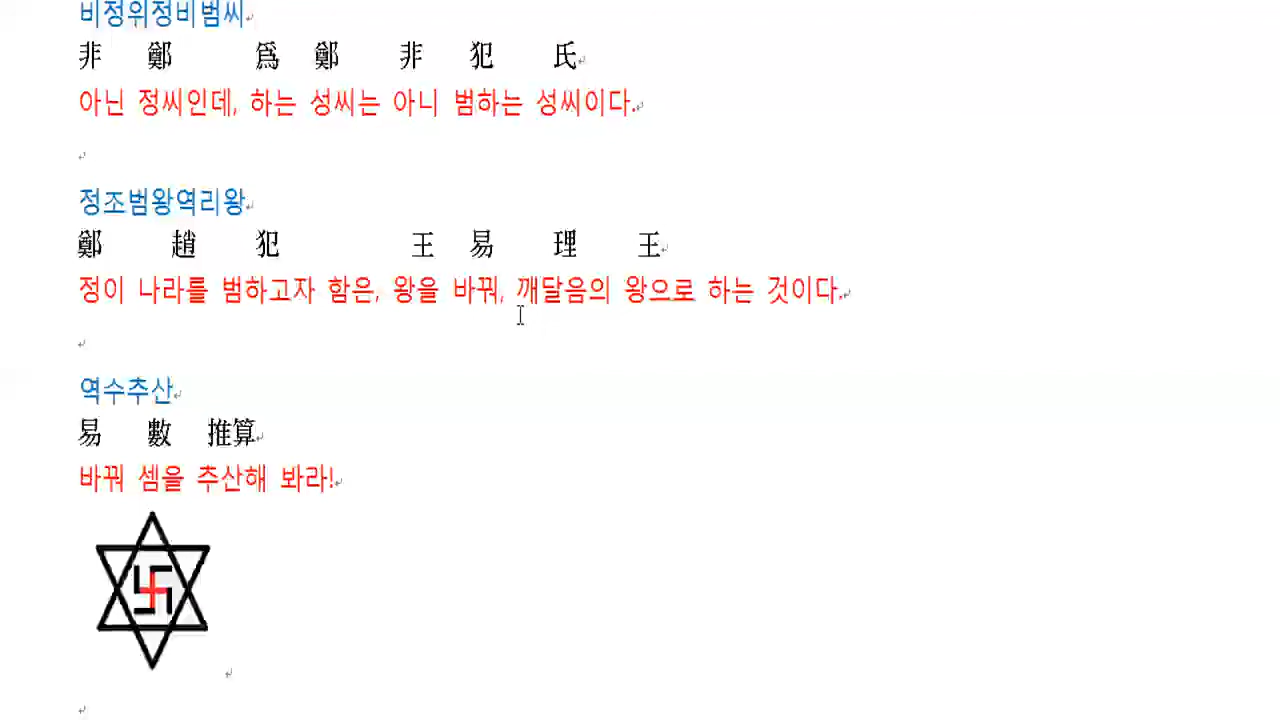 비정위정비범씨
非 鄭 爲 鄭 非 犯 氏
아닌 정씨인데, 하는 성씨는 아니 범하는 성씨이다.
정조범왕역리왕
鄭 趙 犯 王 易 理 王
정이 나라를 범하고자 함은, 왕을 바꿔, 깨달음의 왕으로 하는 것이다.
역수추산
易 數 推算
바꿔 셈을 추산해 봐라!